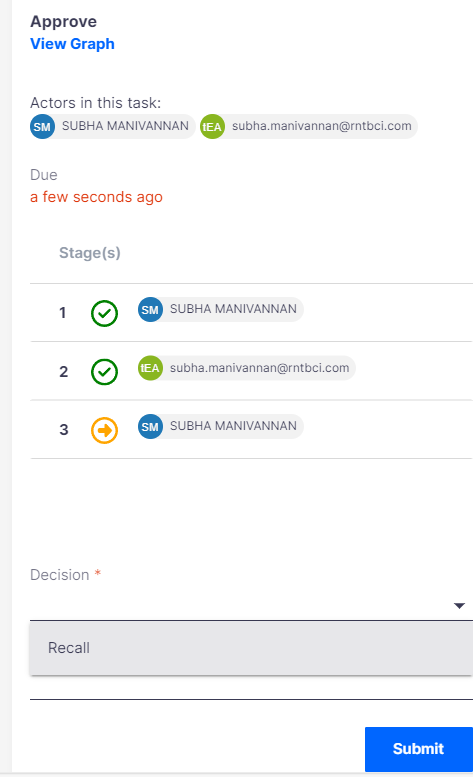 Approve
View Graph
Actors in this task:
SM SUBHA MANIVANNAN tEA subha.manivannan@rntbci.com
Due
a few seconds ago
Stage(s)
1 SM SUBHA MANIVANNAN
2 tEA subha.manivannan@rntbci.com
3 SM SUBHA MANIVANNAN
Decision *
Recall
Submit